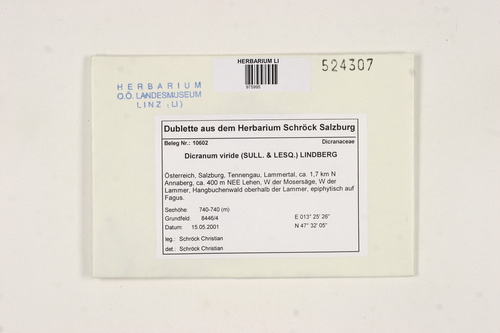 HERBARIUM LI
975995
524307
HERBARIUM
O.Ö. LANDESMUSEUM
LINZ (LI)
Dublette aus dem Herbarium Schröck Salzburg
Beleg Nr.: 10602 Dicranaceae
Dicranum viride (SULL. & LESQ.) LINDBERG
Österreich, Salzburg, Tennengau, Lammertal, ca. 1,7 km N
Annaberg, ca. 400 m NEE Lehen, W der Mosersäge, W der
Lammer, Hangbuchenwald oberhalb der Lammer, epiphytisch auf
Fagus.
Seehöhe: 740-740 (m)
Grundfeld: 8446/4 E 013° 25' 26"
Datum: 15.05.2001 N 47° 32' 05"
leg.: Schröck Christian
det.: Schröck Christian